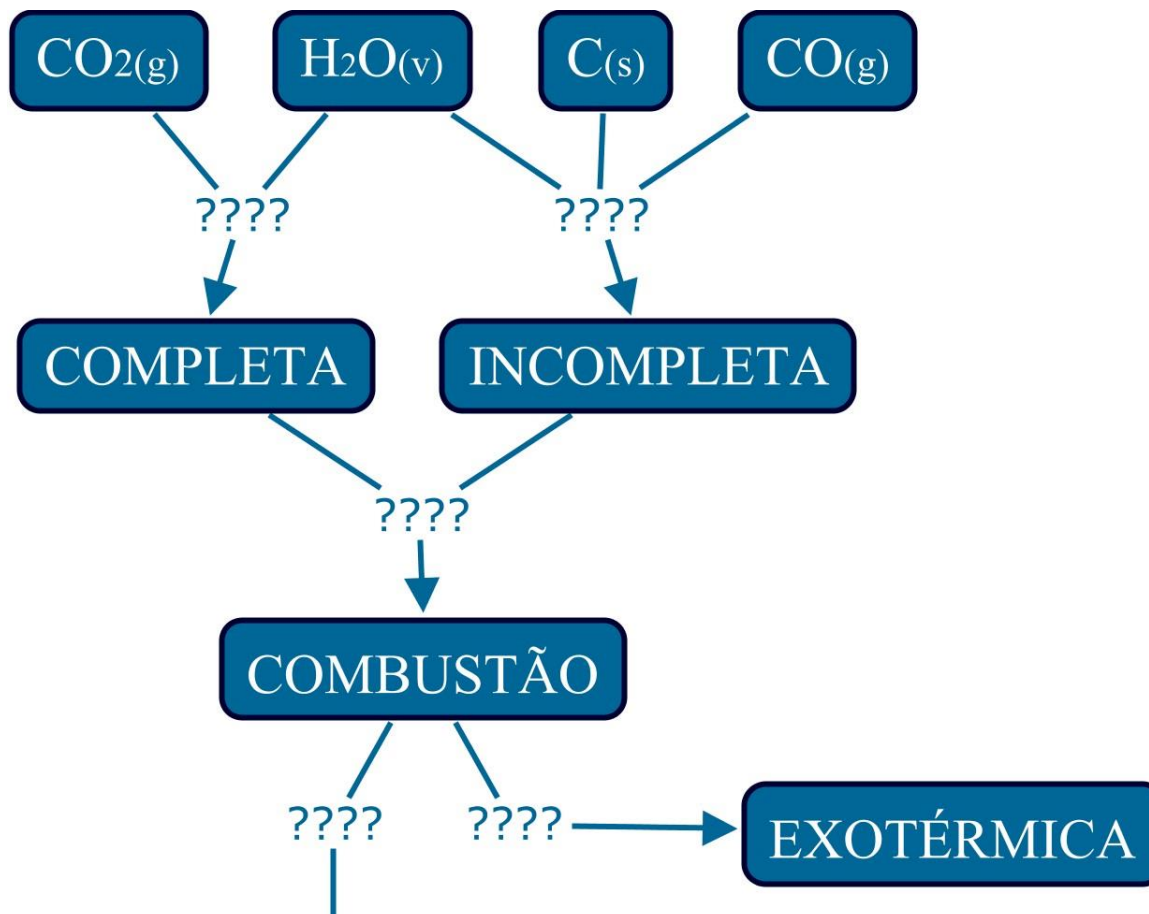 CO2(g) H2O(v) C(s) CO(g)
???? ????
COMPLETA INCOMPLETA
????
COMBUSTÃO
???? ???? EXOTÉRMICA